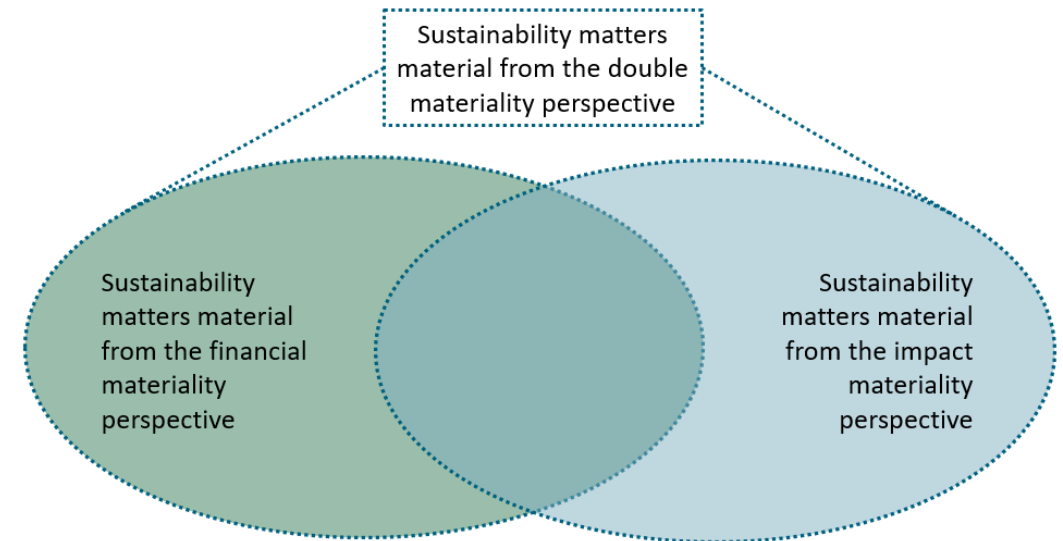 Sustainability matters
material from the double
materiality perspective
Sustainability
matters material
from the financial
materiality
perspective
Sustainability
matters material
from the impact
materiality
perspective